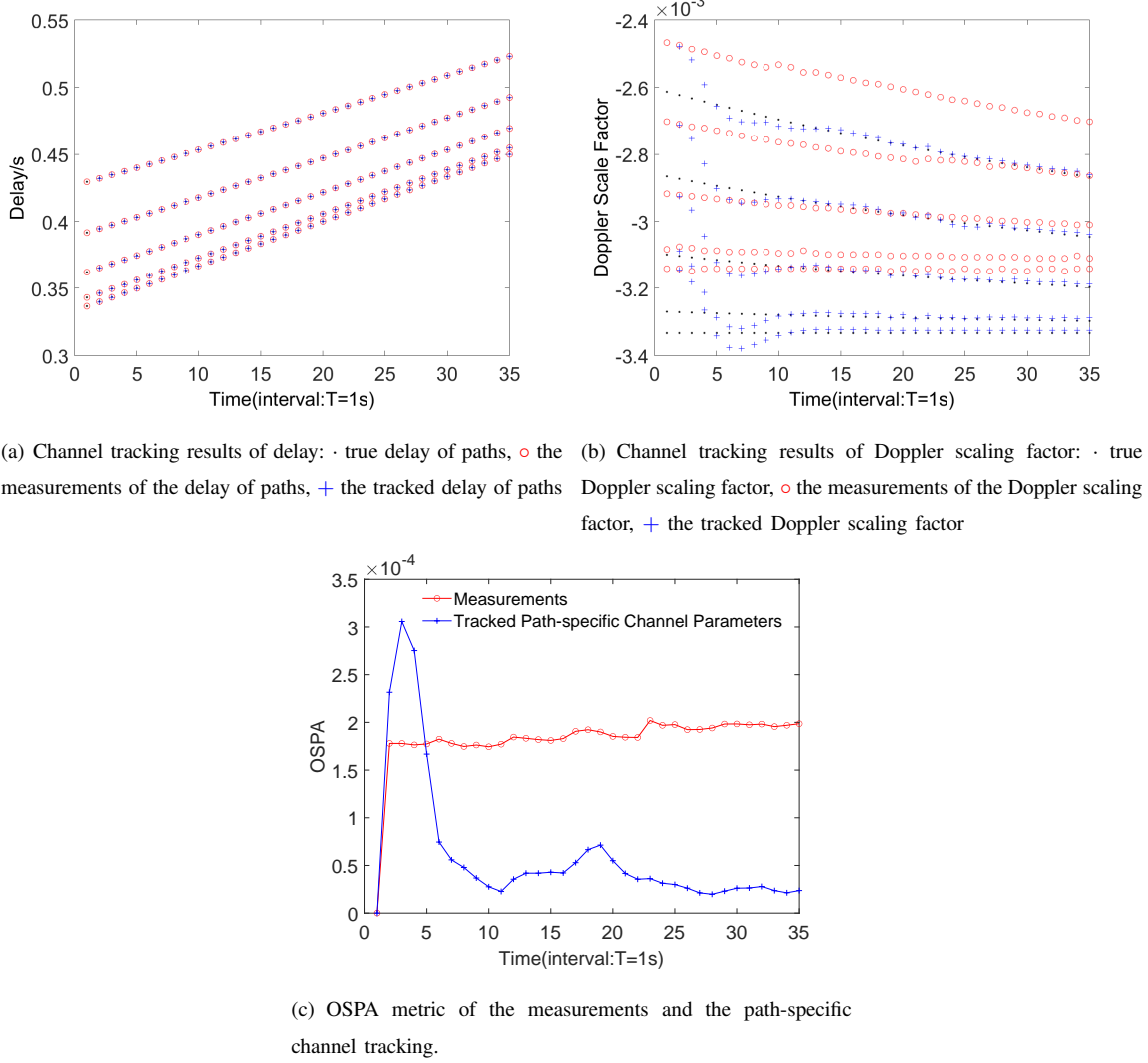 0.55
0.5
0.45
0.4
0.35
0.3
Delay/s
0 5 10 15 20 25 30 35
Time(interval:T=1s)
×10-3
-2.4
-2.6
-2.8
-3
-3.2
-3.4
Doppler Scale Factor
0 5 10 15 20 25 30 35
Time(interval:T=1s)
(a) Channel tracking results of delay: · true delay of paths, ○ the
measurements of the delay of paths, + the tracked delay of paths
(b) Channel tracking results of Doppler scaling factor: · true
Doppler scaling factor, ○ the measurements of the Doppler scaling
factor, + the tracked Doppler scaling factor
×10-4
3.5
3
2.5
2
1.5
1
0.5
0
OSPA
Measurements
Tracked Path-specific Channel Parameters
0 5 10 15 20 25 30 35
Time(interval:T=1s)
(c) OSPA metric of the measurements and the path-specific
channel tracking.